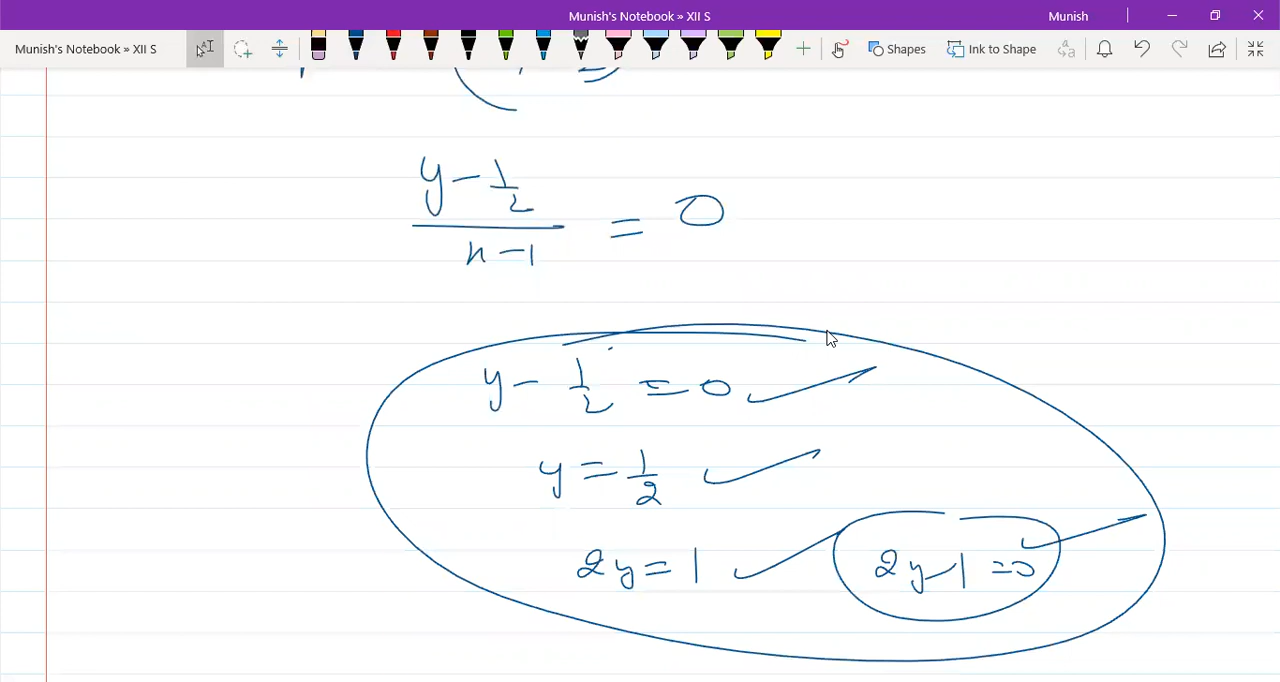 Munish's Notebook » XII S
Munish
Munish's Notebook » XII S
Shapes
Ink to Shape
y - 1/2
x - 1
= 0
y - 1/2 = 0
y = 1/2
2y = 1
2y - 1 = 0